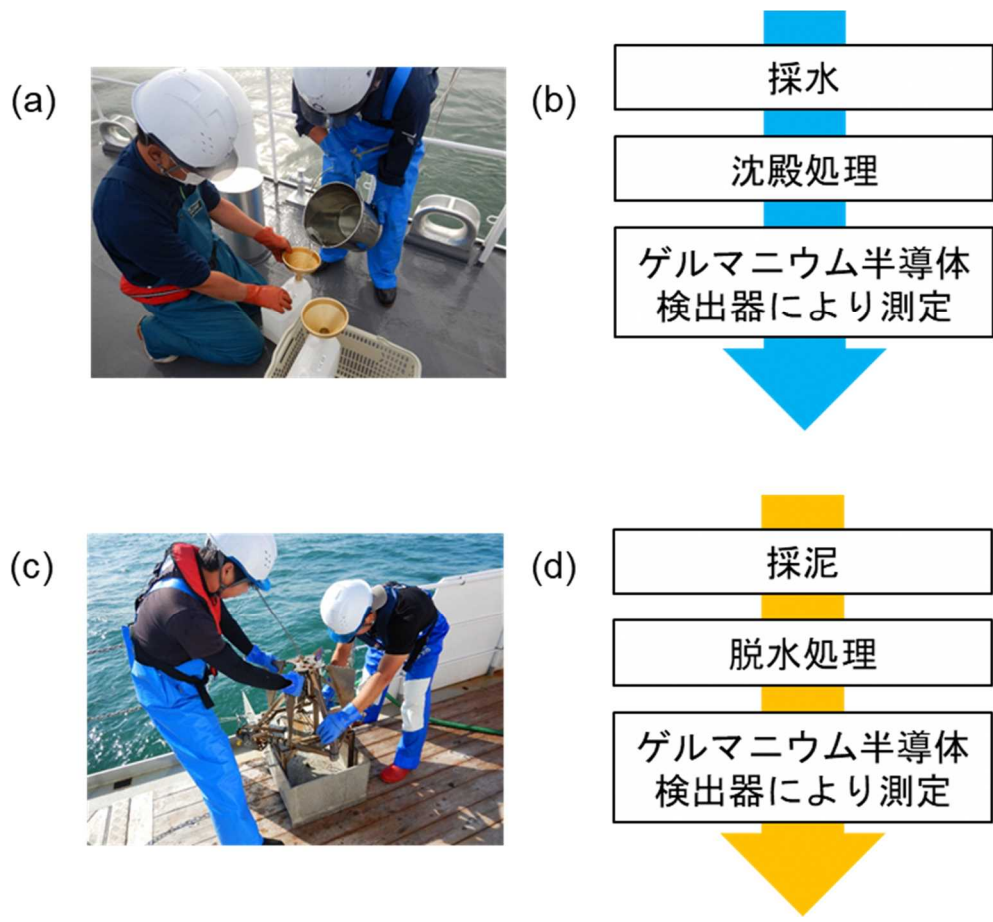 (a)
(b)
採水
沈殿処理
ゲルマニウム半導体
検出器により測定
(c)
(d)
採泥
脱水処理
ゲルマニウム半導体
検出器により測定